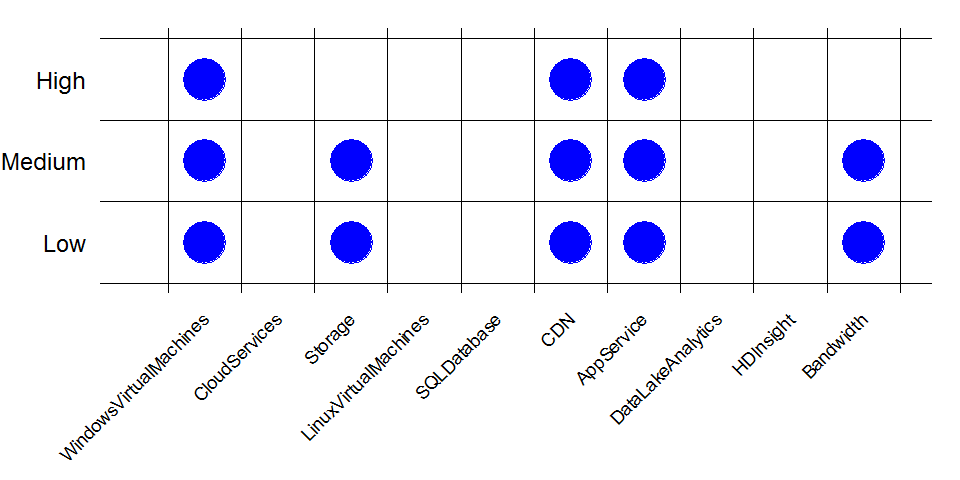 High
Medium
Low
WindowsVirtualMachines
CloudServices
Storage
LinuxVirtualMachines
SQLDatabase
CDN
AppService
DataLakeAnalytics
HDInsight
Bandwidth